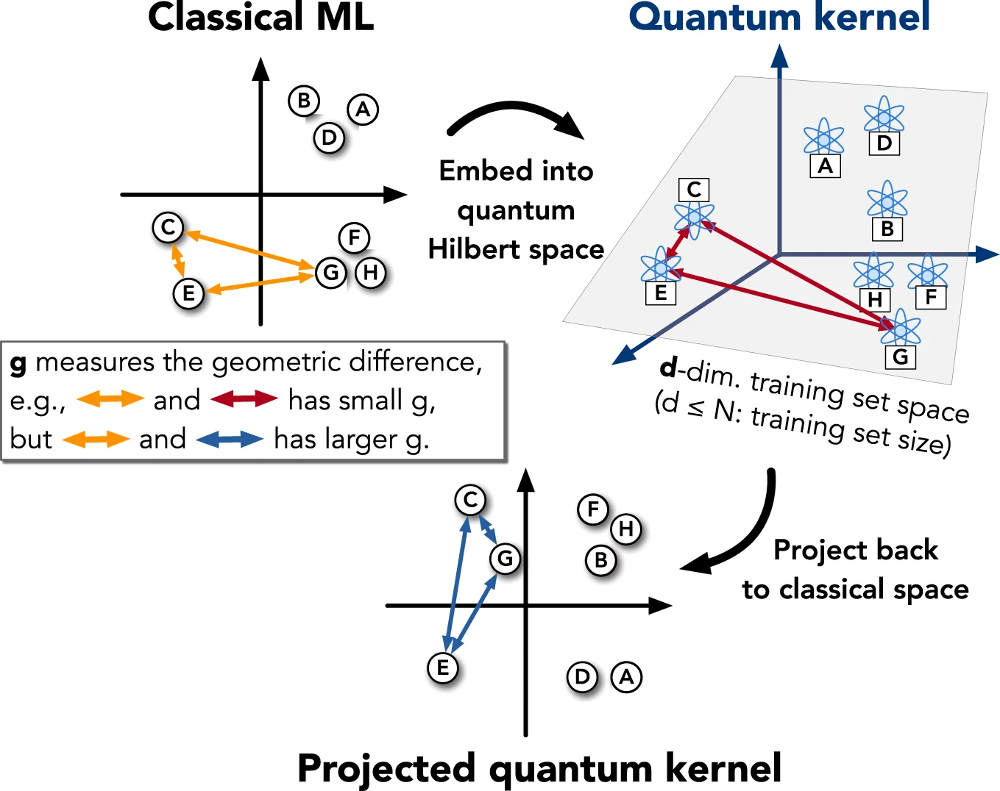 Classical ML
Quantum kernel
B
A
D
C
F
G
H
E
Embed into
quantum
Hilbert space
D
A
C
B
E
H
F
G
d-dim. training set space
(d ≤ N: training set size)
g measures the geometric difference,
e.g., and has small g,
but and has larger g.
C
F
H
G
B
E
D
A
Project back
to classical space
Projected quantum kernel